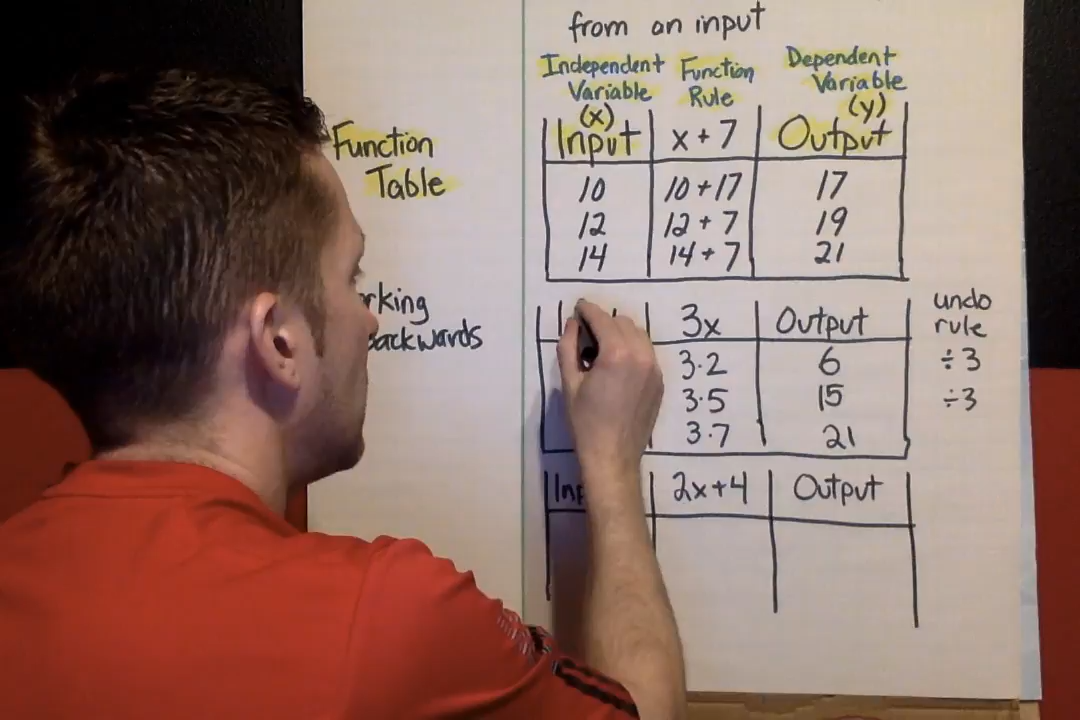 from an input
Independent Variable (x)
Function Rule
Dependent Variable (y)
Function Table
Input x + 7 Output
10 10 + 17 17
12 12 + 7 19
14 14 + 7 21
backwards
3x Output
undo rule
3·2 6 ÷3
3·5 15 ÷3
3·7 21
2x+4 Output